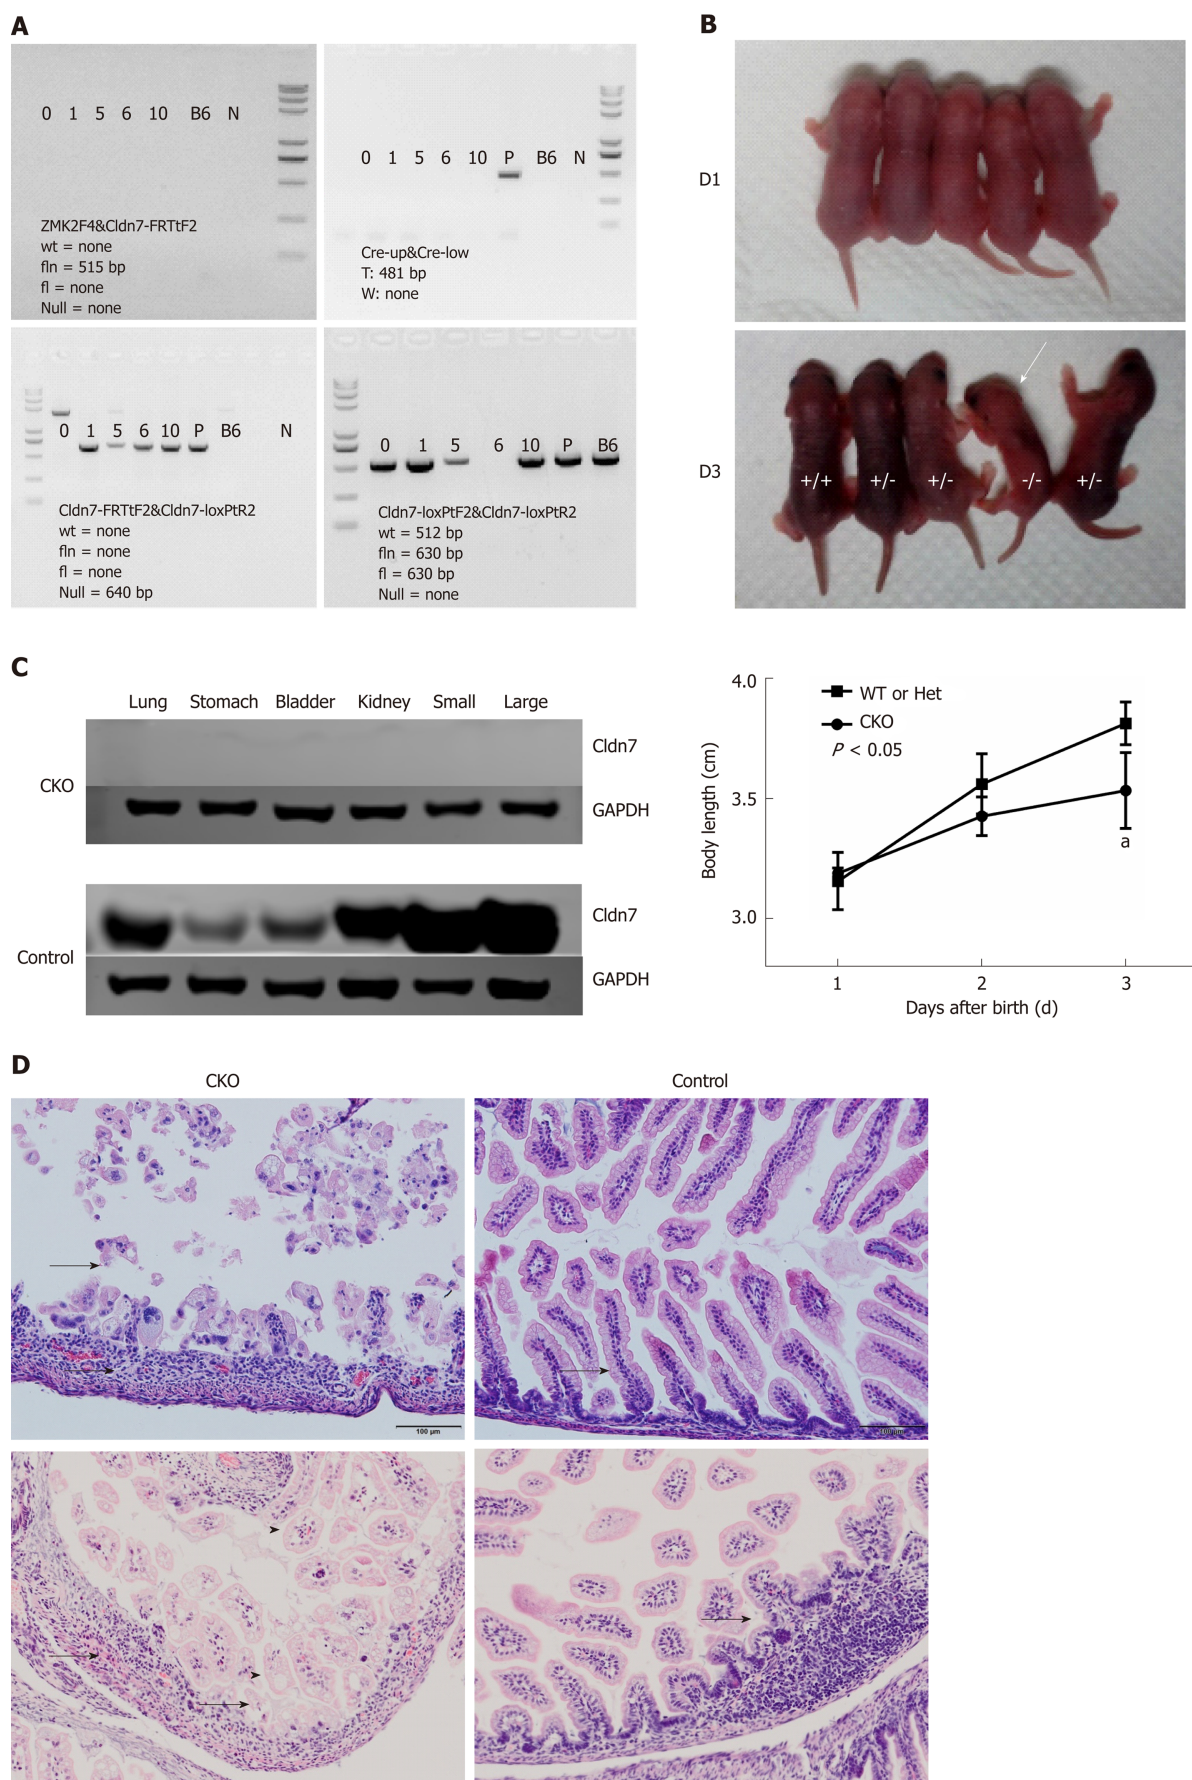 A
0 1 5 6 10 B6 N
ZMK2F4&Cldn7-FRTtF2
wt = none
fln = 515 bp
fl = none
Null = none
0 1 5 6 10 P B6 N
Cre-up&Cre-low
T: 481 bp
W: none
0 1 5 6 10 P B6 N
Cldn7-FRTtF2&Cldn7-loxPtR2
wt = none
fln = none
fl = none
Null = 640 bp
0 1 5 6 10 P B6
Cldn7-loxPtF2&Cldn7-loxPtR2
wt = 512 bp
fln = 630 bp
fl = 630 bp
Null = none
B
D1
D3
+/+ +/- +/- -/- +/-
C
Lung Stomach Bladder Kidney Small Large
CKO
Cldn7
GAPDH
Control
Cldn7
GAPDH
4.0
3.5
3.0
Body length (cm)
WT or Het
CKO
P < 0.05
a
1 2 3
Days after birth (d)
D
CKO Control
100 μm